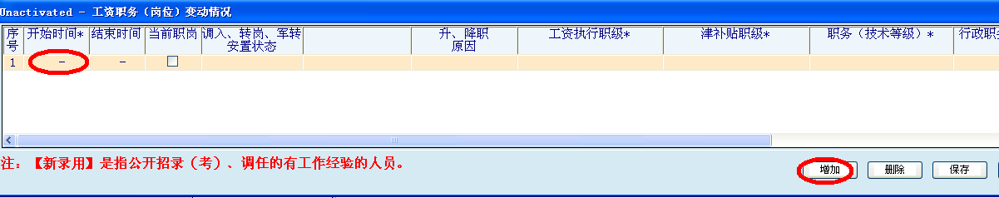 Unactivated - 工资职务（岗位）变动情况
序号 开始时间* 结束时间 当前职岗 调入、转岗、军转安置状态 升、降职原因 工资执行职级* 津补贴职级* 职务（技术等级）* 行政职
1 - -
注：【新录用】是指公开招录（考）、调任的有工作经验的人员。
增加 删除 保存